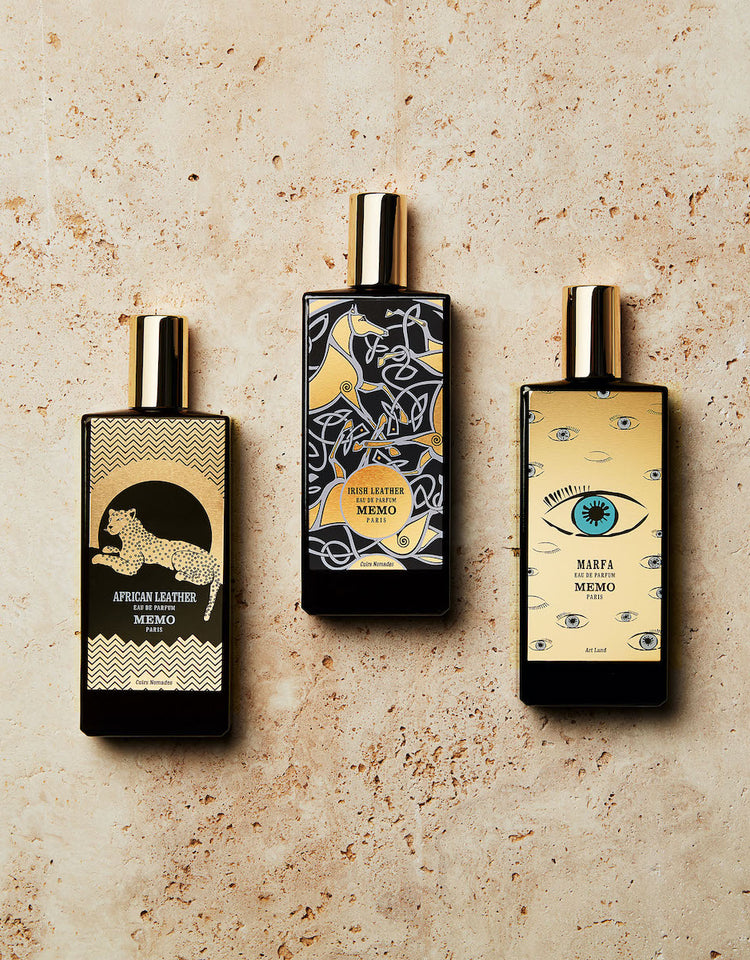 AFRICAN LEATHER
EAU DE PARFUM
MEMO
PARIS
Cuirs Nomades
IRISH LEATHER
EAU DE PARFUM
MEMO
PARIS
Cuirs Nomades
MARFA
EAU DE PARFUM
MEMO
PARIS
Art Land